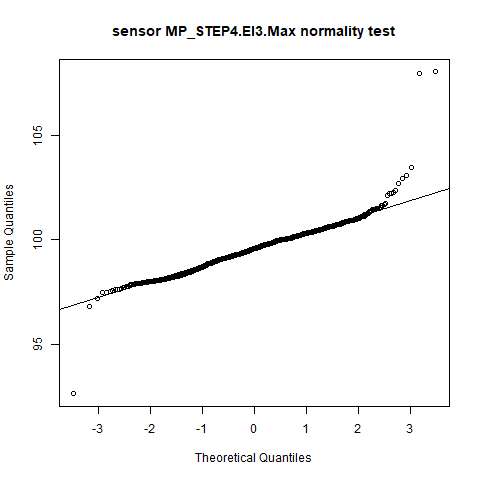 sensor MP_STEP4.EI3.Max normality test
Sample Quantiles
105
100
95
-3 -2 -1 0 1 2 3
Theoretical Quantiles